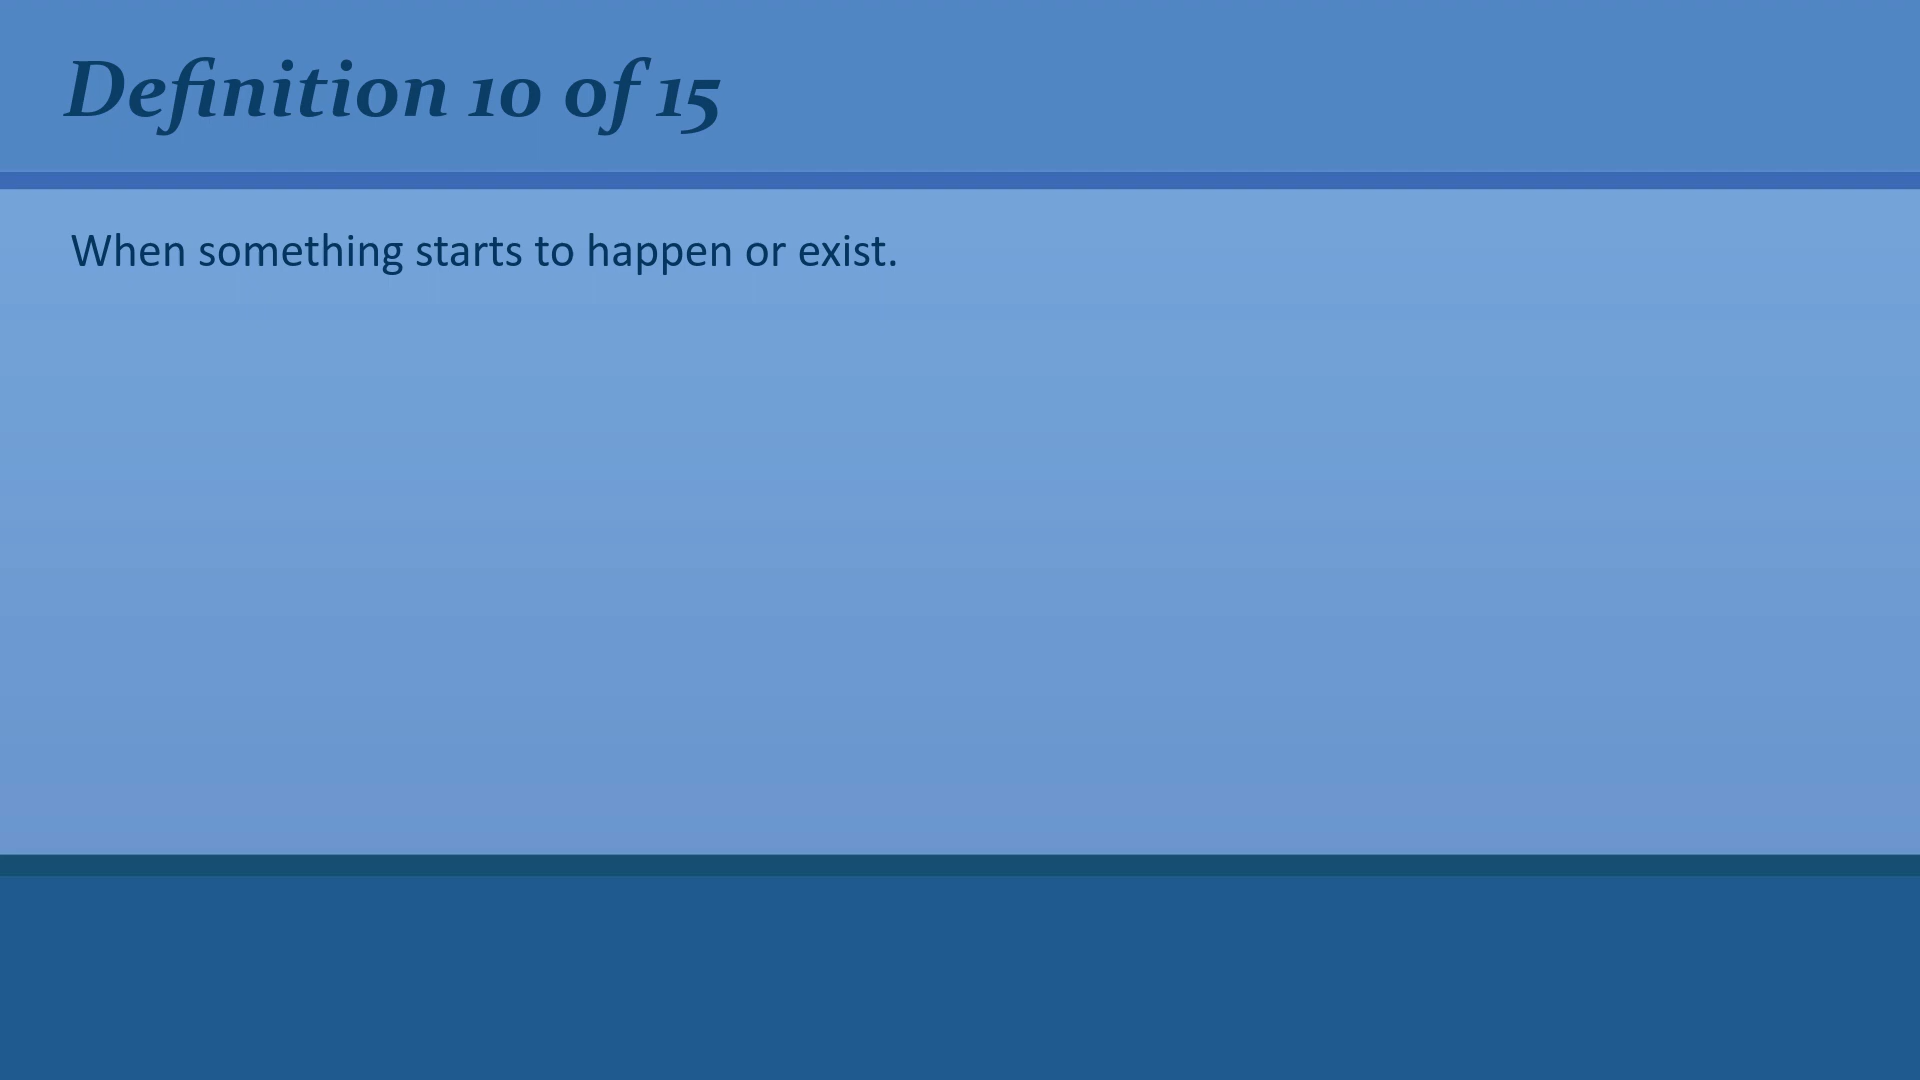 Definition 10 of 15
When something starts to happen or exist.